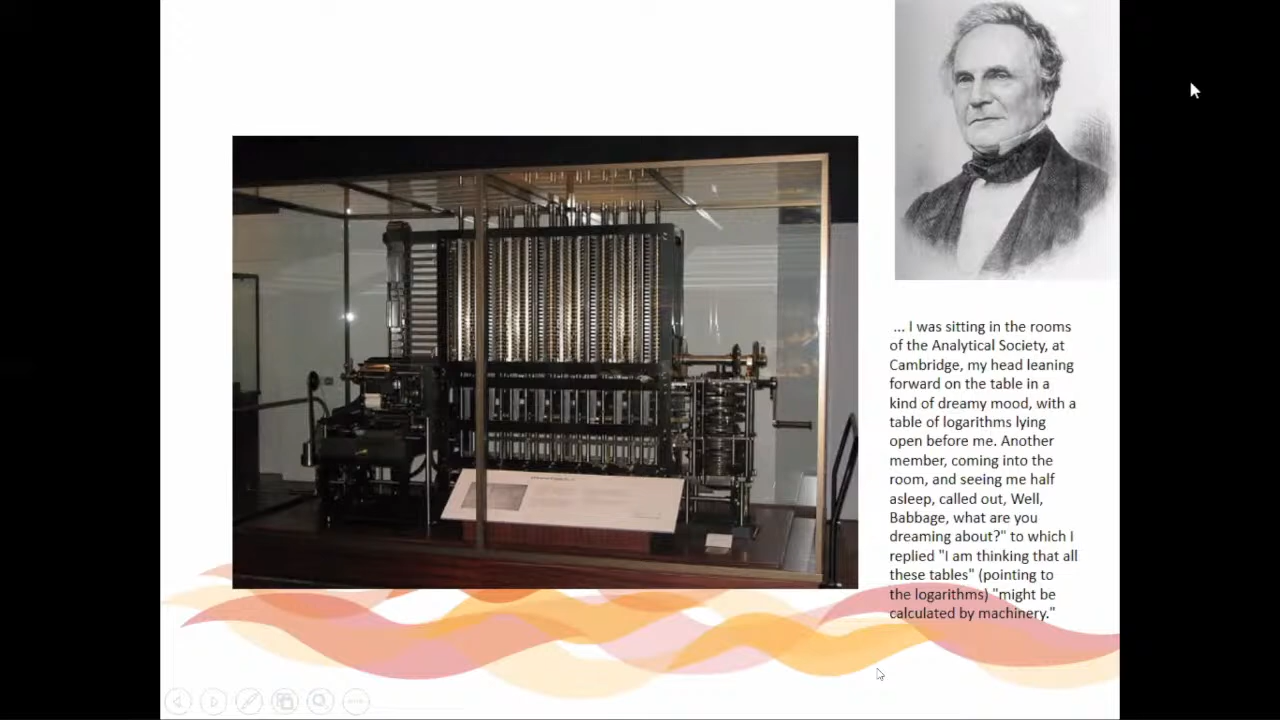 ... I was sitting in the rooms
of the Analytical Society, at
Cambridge, my head leaning
forward on the table in a
kind of dreamy mood, with a
table of logarithms lying
open before me. Another
member, coming into the
room, and seeing me half
asleep, called out, Well,
Babbage, what are you
dreaming about?" to which I
replied "I am thinking that all
these tables" (pointing to
the logarithms) "might be
calculated by machinery."